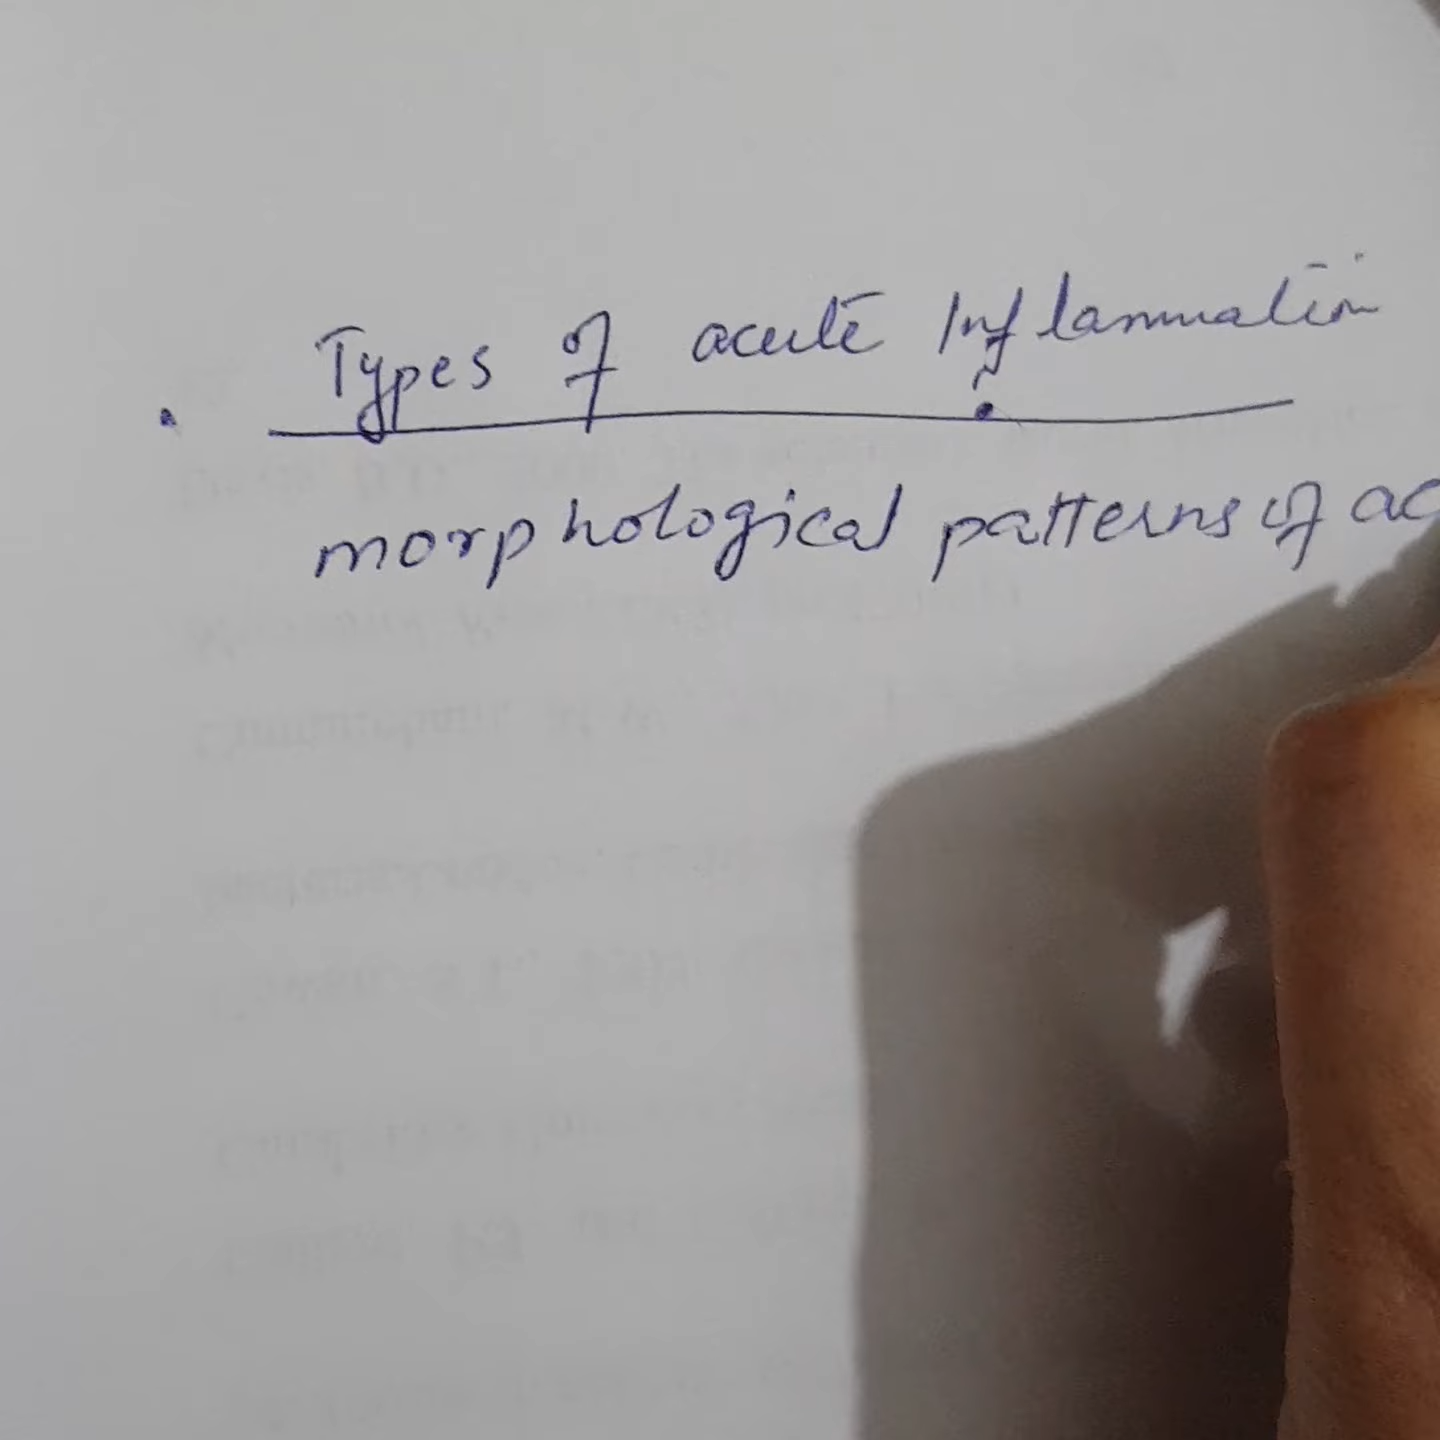 Types of acute Inflammation
morphological patterns of ac